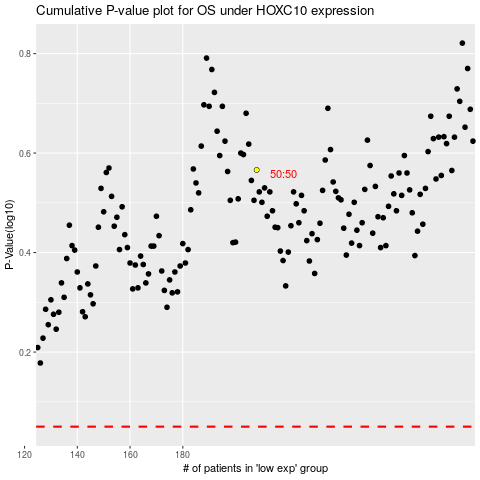 Cumulative P-value plot for OS under HOXC10 expression
P-Value(log10)
0.8
0.6
0.4
0.2
50:50
120 140 160 180
# of patients in 'low exp' group